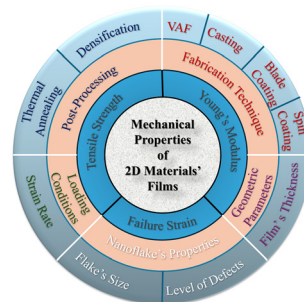 Mechanical
Properties
of
2D Materials'
Films
Tensile Strength
Young's Modulus
Failure Strain
Post-Processing
Fabrication Technique
Geometric
Parameters
Nanoflake's Properties
Loading
Conditions
Thermal
Annealing
Densification
VAF
Casting
Blade
Coating
Spin
Coating
Film's Thickness
Level of Defects
Flake's Size
Strain Rate